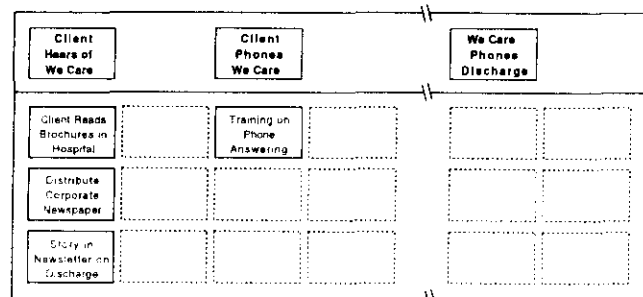 Client
Hears of
We Care
Client
Phones
We Care
We Care
Phones
Discharge
Client Reads
Brochures in
Hospital
Training on
Phone
Answering
Distribute
Corporate
Newspaper
Story in
Newsletter on
Discharge